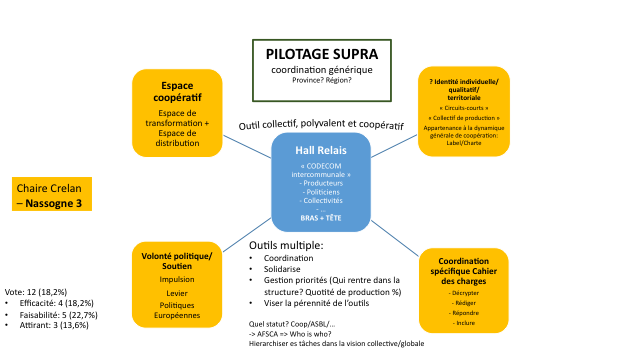 PILOTAGE SUPRA
coordination générique
Province? Région?
Espace
coopératif
Espace de
transformation +
Espace de
distribution
? Identité individuelle/
qualitatif/
territoriale
« Circuits-courts »
« Collectif de production »
Appartenance à la dynamique
générale de coopération:
Label/Charte
Outil collectif, polyvalent et coopératif
Hall Relais
« CODECOM
intercommunale »
- Producteurs
- Politiciens
- Collectivités
- ...
BRAS + TÊTE
Chaire Crelan
– Nassogne 3
Volonté politique/
Soutien
Impulsion
Levier
Politiques
Européennes
Outils multiple:
• Coordination
• Solidarise
• Gestion priorités (Qui rentre dans la
structure? Quotité de production %)
• Viser la pérennité de l'outils
Quel statut? Coop/ASBL/...
-> AFSCA => Who is who?
Hierarchiser es tâches dans la vision collective/globale
Coordination
spécifique Cahier
des charges
- Décrypter
- Rédiger
- Répondre
- Inclure
Vote: 12 (18,2%)
• Efficacité: 4 (18,2%)
• Faisabilité: 5 (22,7%)
• Attirant: 3 (13,6%)